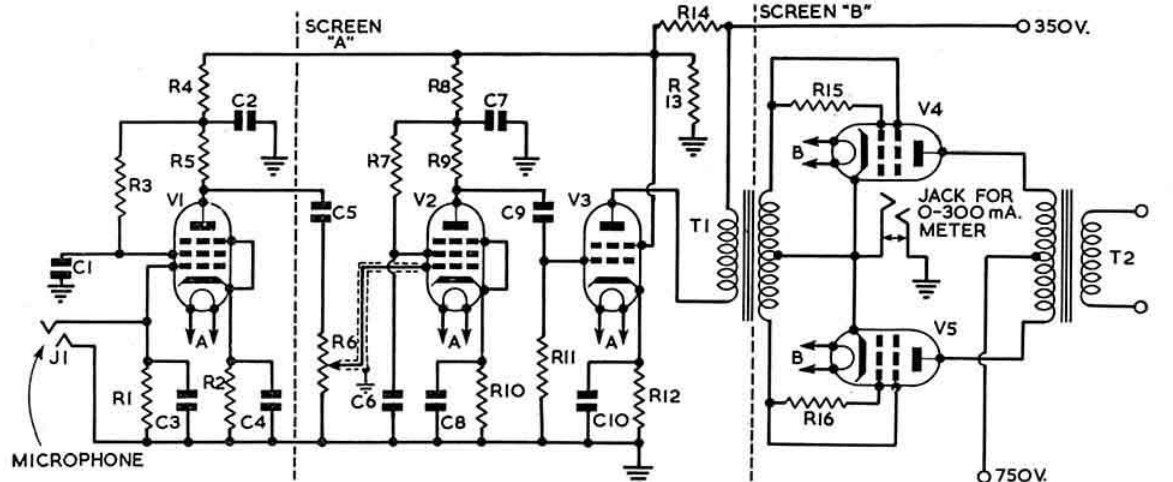 SCREEN
"A"
R14
SCREEN "B"
350V.
R4
C2
R8
C7
R
13
R15
V4
R3
R5
V1
R7
R9
V2
C5
C9
V3
B
JACK FOR
0-300 mA.
METER
T1
T2
C1
J1
A
R6
A
R11
A
B
V5
R1
C3
R2
C4
C6
C8
R10
C10
R12
R16
MICROPHONE
750V.